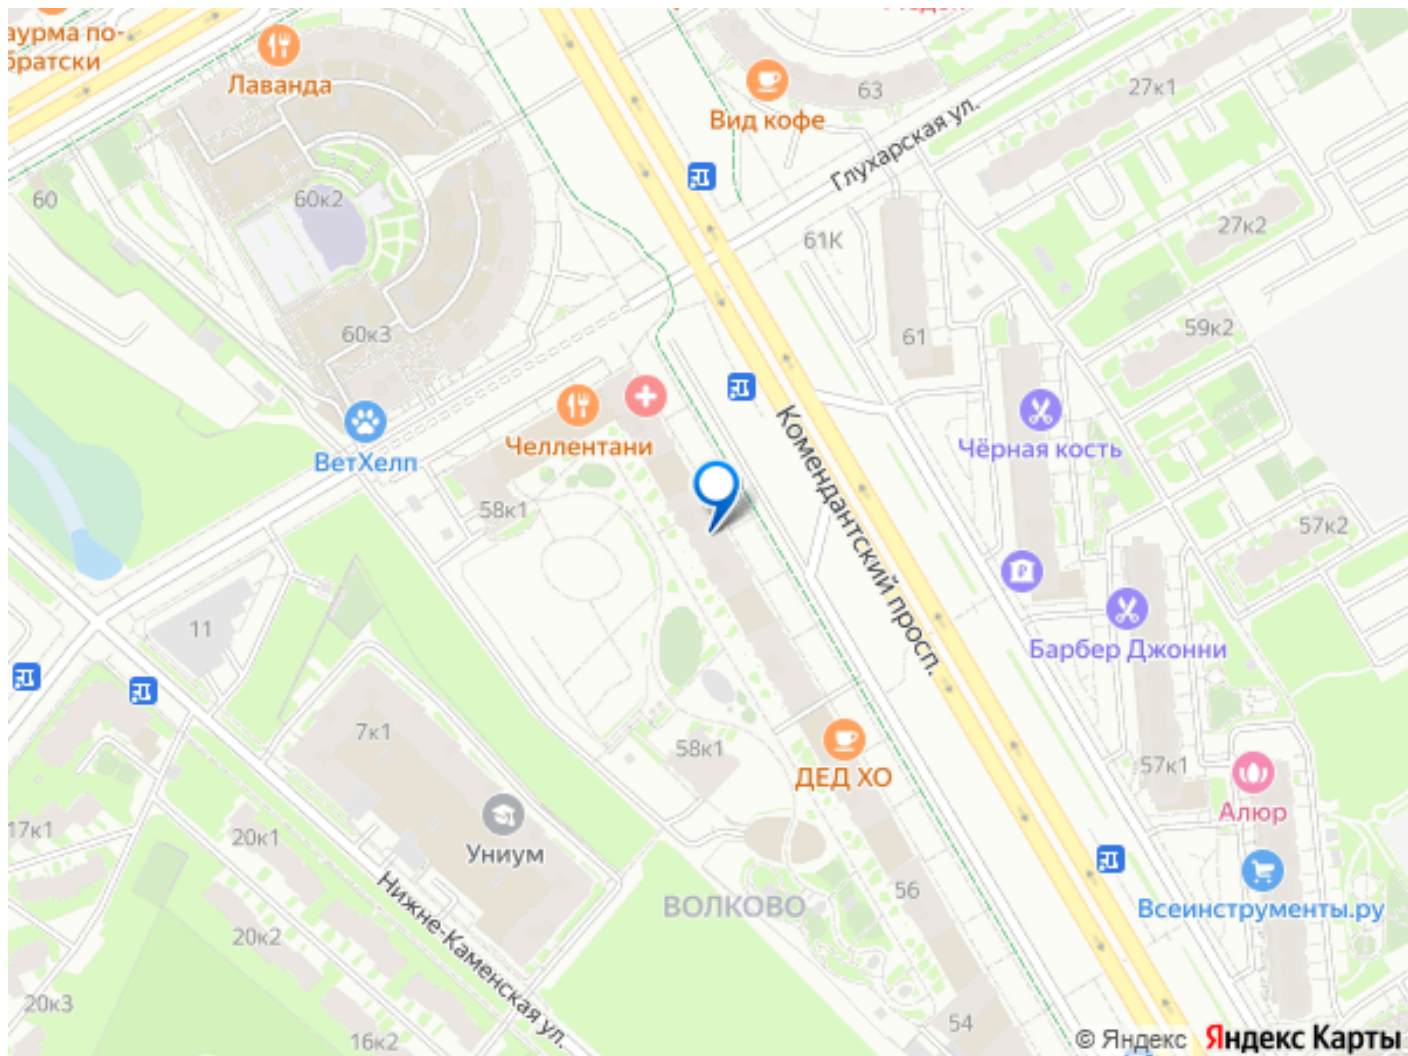 аурма по-
братски
Лаванда
Вид кофе
63
27к1
Глухарская ул.
60
60к2
61К
27к2
60к3
61
59к2
Челлентани
ВетХелп
Чёрная кость
58к1
Комендантский просп.
57к2
11
Барбер Джонни
7к1
58к1
57к1
ДЕД ХО
Алюр
17к1
20к1
Униум
56
ВОЛКОВО
Всеинструменты.ру
Нижне-Каменская ул.
20к2
20к3
16к2
54
© Яндекс Яндекс Карты